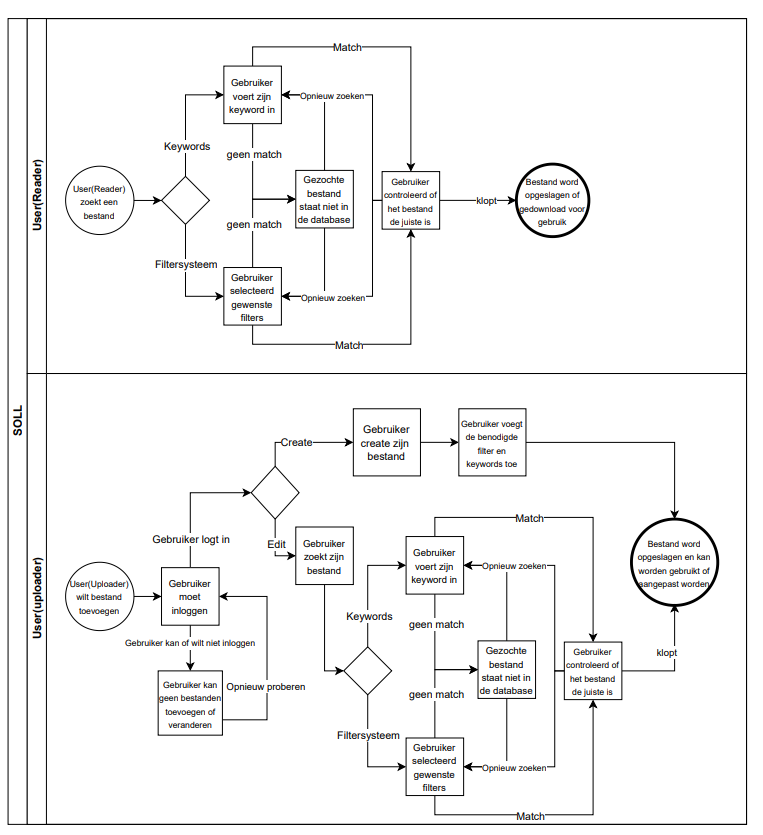 SOLL
User(Reader)
User(Reader)
zoekt een
bestand
Keywords
Filtersysteem
Gebruiker
voert zijn
keyword in
Match
Opnieuw zoeken
geen match
Gezochte
bestand
staat niet in
de database
geen match
Gebruiker
selecteerd
gewenste
filters
Opnieuw zoeken
Match
Gebruiker
controleerd of
het bestand
de juiste is
klopt
Bestand word
opgeslagen of
gedownload voor
gebruik
User(uploader)
User(Uploader)
wilt bestand
toevoegen
Gebruiker
moet
inloggen
Gebruiker logt in
Gebruiker kan of wilt niet inloggen
Gebruiker kan
geen bestanden
toevoegen of
veranderen
Opnieuw proberen
Create
Gebruiker
create zijn
bestand
Gebruiker voegt
de benodigde
filter en
keywords toe
Edit
Gebruiker
zoekt zijn
bestand
Keywords
Filtersysteem
Gebruiker
voert zijn
keyword in
Match
Opnieuw zoeken
geen match
Gezochte
bestand
staat niet in
de database
geen match
Gebruiker
selecteerd
gewenste
filters
Opnieuw zoeken
Match
Gebruiker
controleerd of
het bestand
de juiste is
klopt
Bestand word
opgeslagen en kan
worden gebruikt of
aangepast worden